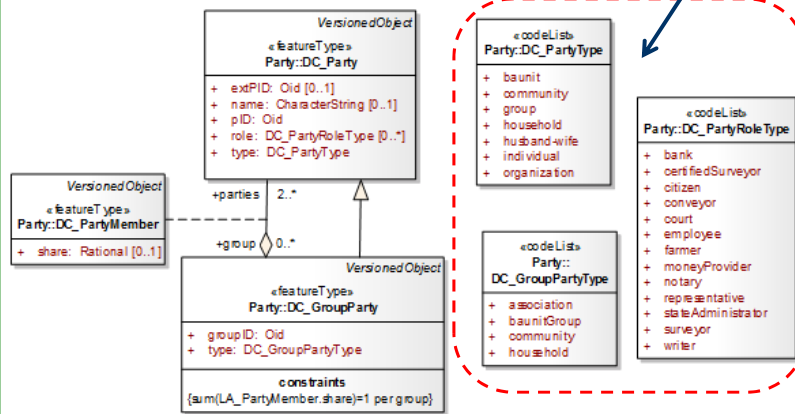 VersionedObject
«featureType»
Party::DC_Party
+ extPID: Oid [0..1]
+ name: CharacterString [0..1]
+ pID: Oid
+ role: DC_PartyRoleType [0..*]
+ type: DC_PartyType
VersionedObject
«featureType»
Party::DC_PartyMember
+ share: Rational [0..1]
+parties 2..*
+group 0..*
VersionedObject
«featureType»
Party::DC_GroupParty
+ groupID: Oid
+ type: DC_GroupPartyType
constraints
{sum(LA_PartyMember.share)=1 per group}
«codeList»
Party::DC_PartyType
+ baunit
+ community
+ group
+ household
+ husband-wife
+ individual
+ organization
«codeList»
Party::
DC_GroupPartyType
+ association
+ baunitGroup
+ community
+ household
«codeList»
Party::DC_PartyRoleType
+ bank
+ certifiedSurveyor
+ citizen
+ conveyor
+ court
+ employee
+ farmer
+ moneyProvider
+ notary
+ representative
+ stateAdministrator
+ surveyor
+ writer